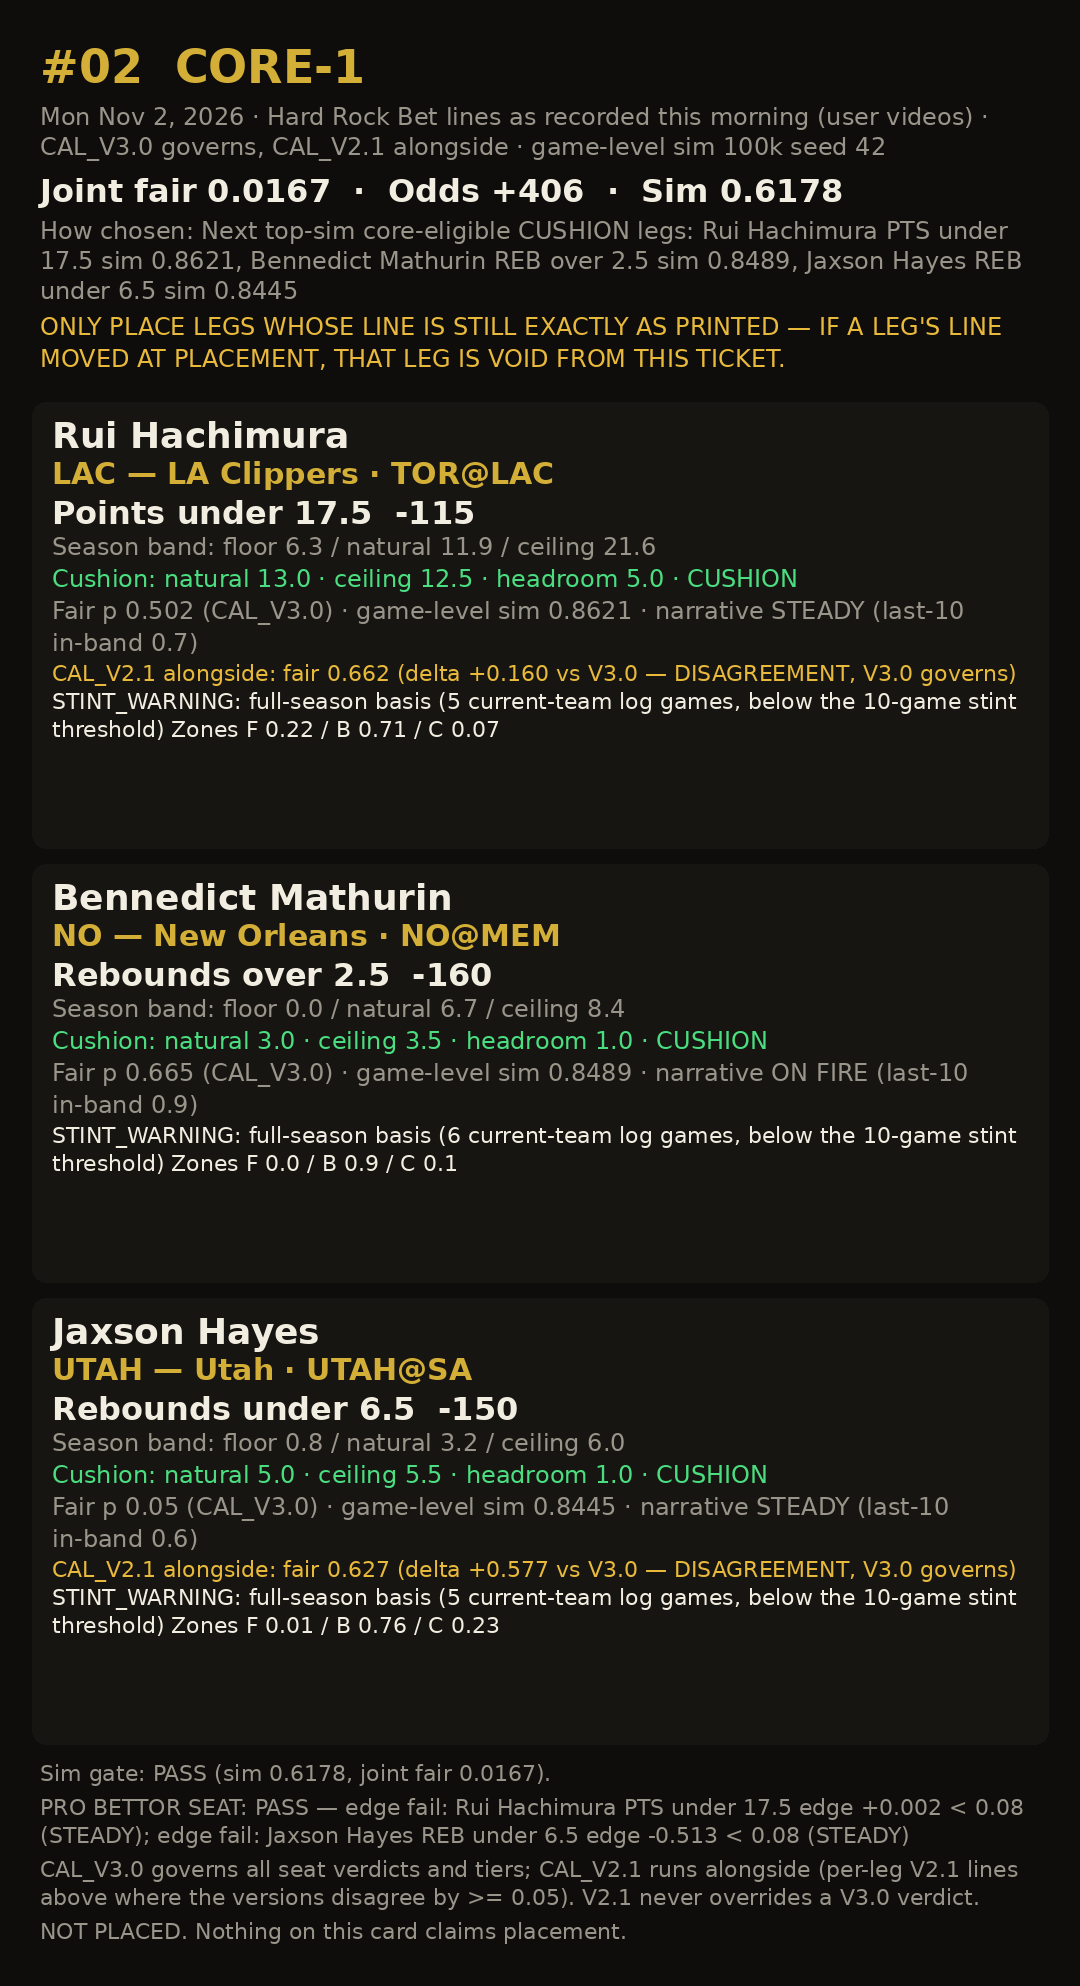 #02 CORE-1
Mon Nov 2, 2026 · Hard Rock Bet lines as recorded this morning (user videos) ·
CAL_V3.0 governs, CAL_V2.1 alongside · game-level sim 100k seed 42
Joint fair 0.0167 · Odds +406 · Sim 0.6178
How chosen: Next top-sim core-eligible CUSHION legs: Rui Hachimura PTS under
17.5 sim 0.8621, Bennedict Mathurin REB over 2.5 sim 0.8489, Jaxson Hayes REB
under 6.5 sim 0.8445
ONLY PLACE LEGS WHOSE LINE IS STILL EXACTLY AS PRINTED — IF A LEG'S LINE
MOVED AT PLACEMENT, THAT LEG IS VOID FROM THIS TICKET.
Rui Hachimura
LAC — LA Clippers · TOR@LAC
Points under 17.5 -115
Season band: floor 6.3 / natural 11.9 / ceiling 21.6
Cushion: natural 13.0 · ceiling 12.5 · headroom 5.0 · CUSHION
Fair p 0.502 (CAL_V3.0) · game-level sim 0.8621 · narrative STEADY (last-10
in-band 0.7)
CAL_V2.1 alongside: fair 0.662 (delta +0.160 vs V3.0 — DISAGREEMENT, V3.0 governs)
STINT_WARNING: full-season basis (5 current-team log games, below the 10-game stint
threshold) Zones F 0.22 / B 0.71 / C 0.07
Bennedict Mathurin
NO — New Orleans · NO@MEM
Rebounds over 2.5 -160
Season band: floor 0.0 / natural 6.7 / ceiling 8.4
Cushion: natural 3.0 · ceiling 3.5 · headroom 1.0 · CUSHION
Fair p 0.665 (CAL_V3.0) · game-level sim 0.8489 · narrative ON FIRE (last-10
in-band 0.9)
STINT_WARNING: full-season basis (6 current-team log games, below the 10-game stint
threshold) Zones F 0.0 / B 0.9 / C 0.1
Jaxson Hayes
UTAH — Utah · UTAH@SA
Rebounds under 6.5 -150
Season band: floor 0.8 / natural 3.2 / ceiling 6.0
Cushion: natural 5.0 · ceiling 5.5 · headroom 1.0 · CUSHION
Fair p 0.05 (CAL_V3.0) · game-level sim 0.8445 · narrative STEADY (last-10
in-band 0.6)
CAL_V2.1 alongside: fair 0.627 (delta +0.577 vs V3.0 — DISAGREEMENT, V3.0 governs)
STINT_WARNING: full-season basis (5 current-team log games, below the 10-game stint
threshold) Zones F 0.01 / B 0.76 / C 0.23
Sim gate: PASS (sim 0.6178, joint fair 0.0167).
PRO BETTOR SEAT: PASS — edge fail: Rui Hachimura PTS under 17.5 edge +0.002 < 0.08
(STEADY); edge fail: Jaxson Hayes REB under 6.5 edge -0.513 < 0.08 (STEADY)
CAL_V3.0 governs all seat verdicts and tiers; CAL_V2.1 runs alongside (per-leg V2.1 lines
above where the versions disagree by >= 0.05). V2.1 never overrides a V3.0 verdict.
NOT PLACED. Nothing on this card claims placement.